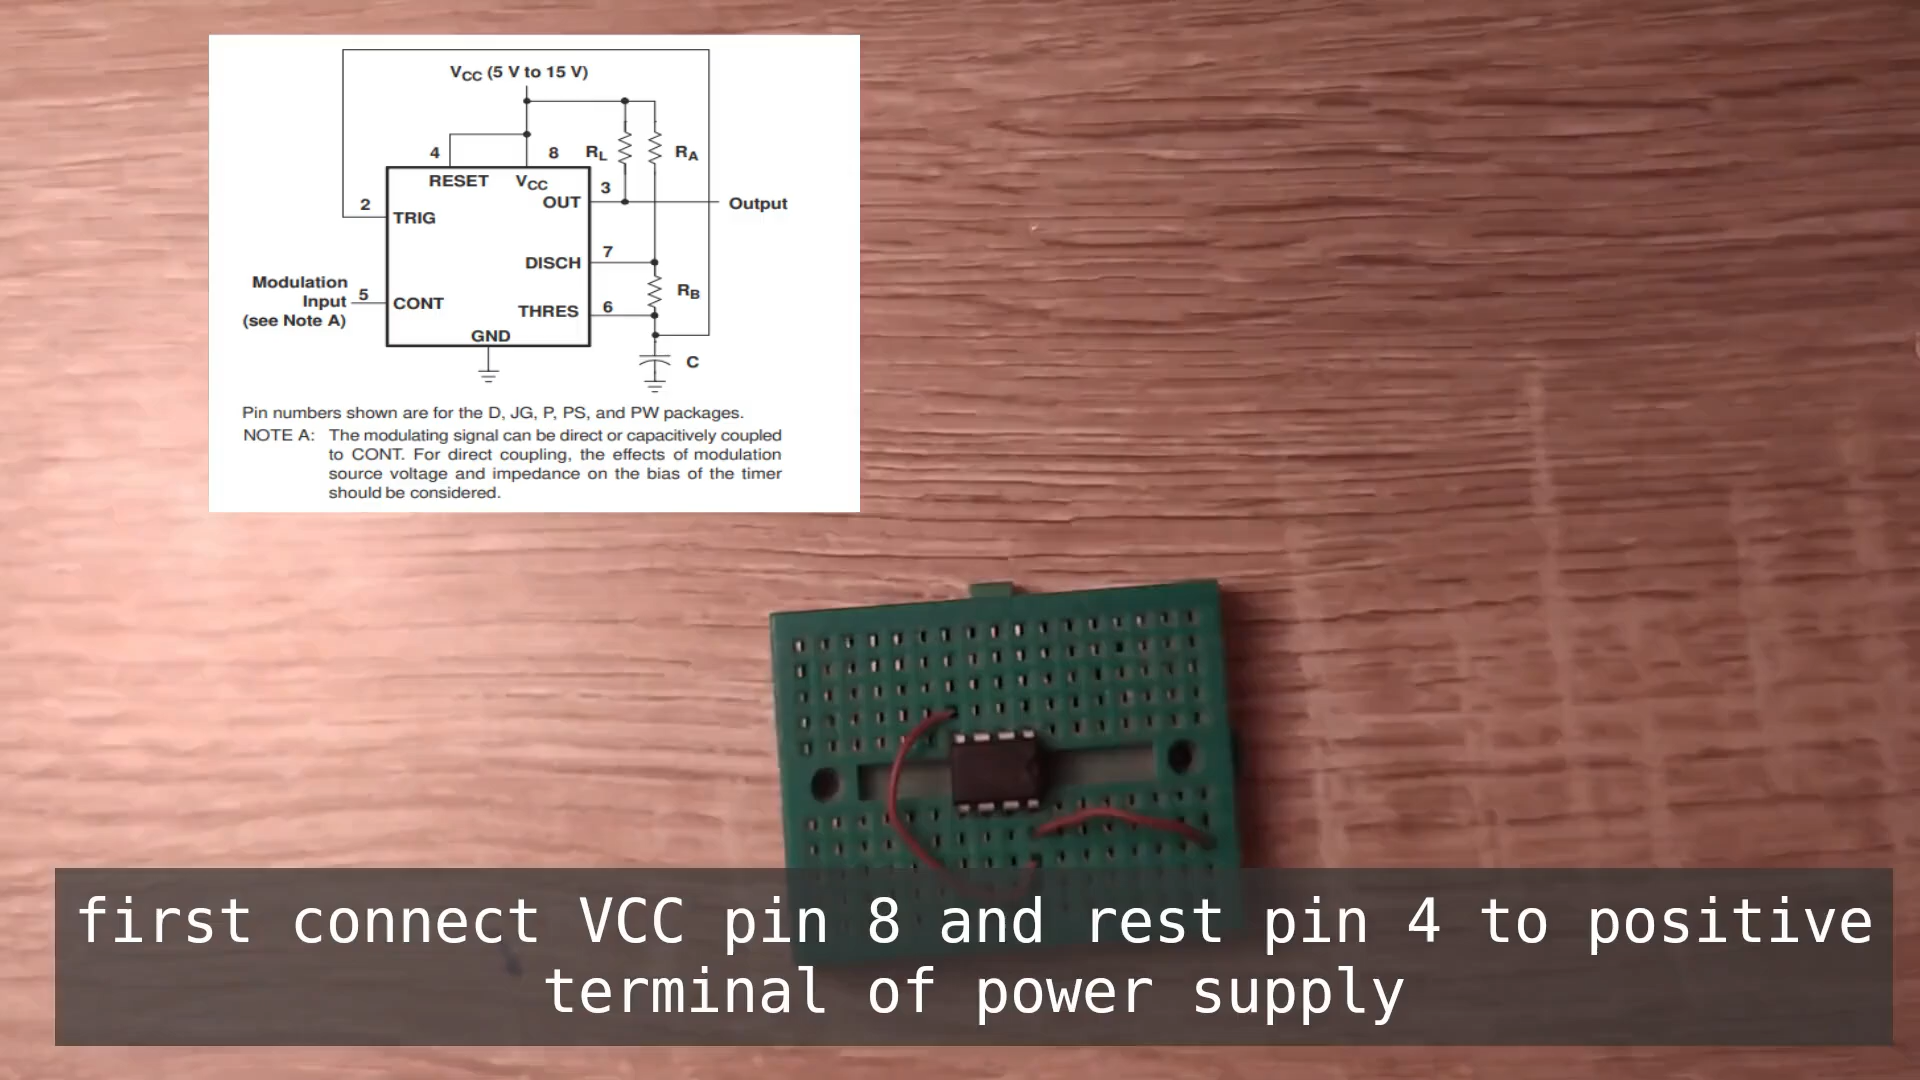 VCC (5 V to 15 V)
4
8
RL
RA
RESET
VCC
3
OUT
Output
2
TRIG
7
DISCH
Modulation
Input
(see Note A)
5
CONT
RB
6
THRES
GND
C
Pin numbers shown are for the D, JG, P, PS, and PW packages.
NOTE A: The modulating signal can be direct or capacitively coupled
to CONT. For direct coupling, the effects of modulation
source voltage and impedance on the bias of the timer
should be considered.
first connect VCC pin 8 and rest pin 4 to positive
terminal of power supply